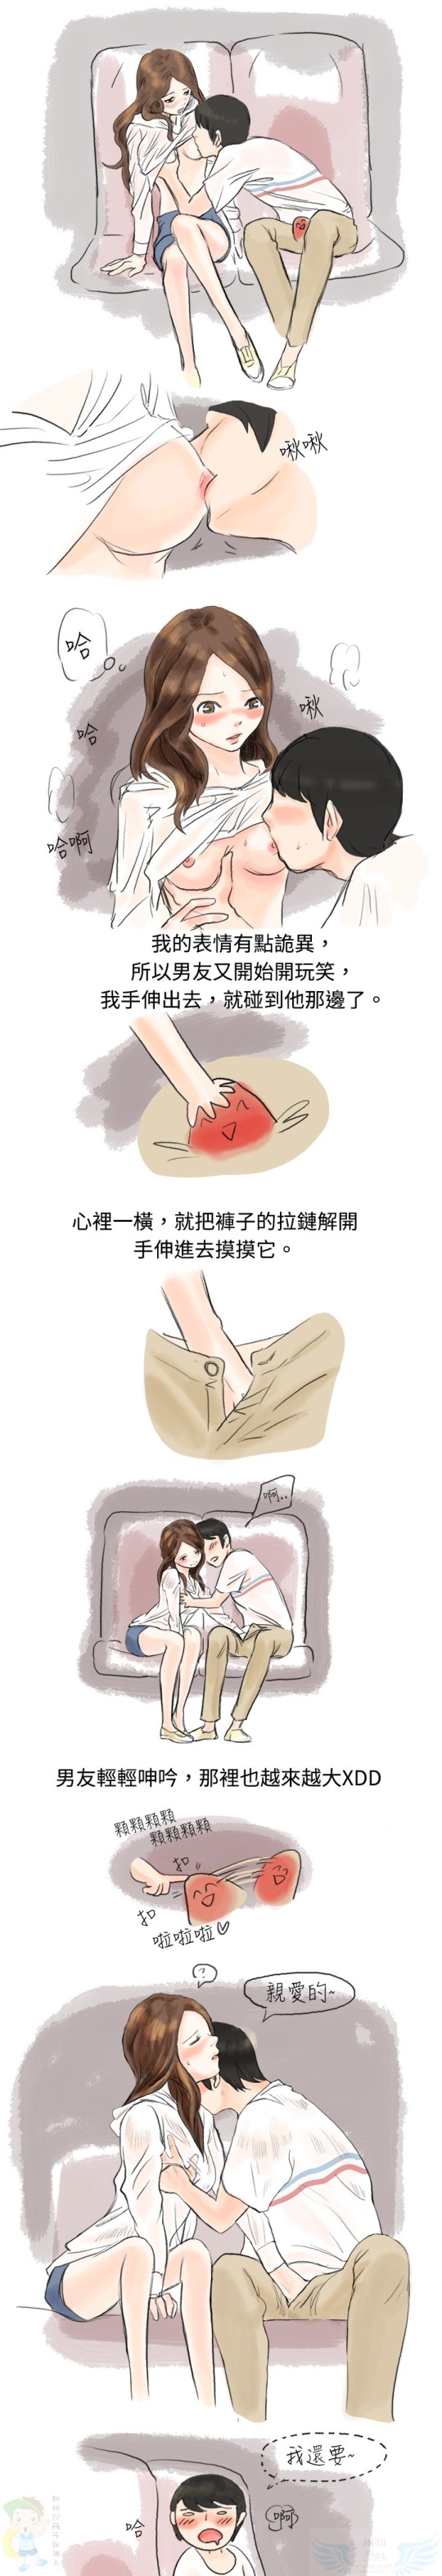 啾啾
哈
啾
哈
哈啊
我的表情有點詭異，
所以男友又開始開玩笑，
我手伸出去，就碰到他那邊了。
心裡一橫，就把褲子的拉鏈解開
手伸進去摸摸它。
啊..
男友輕輕呻吟，那裡也越來越大XDD
顆顆顆顆
顆顆顆顆
扣
扣
啦啦啦♡
?
親愛的~
我還要~
啊
哈